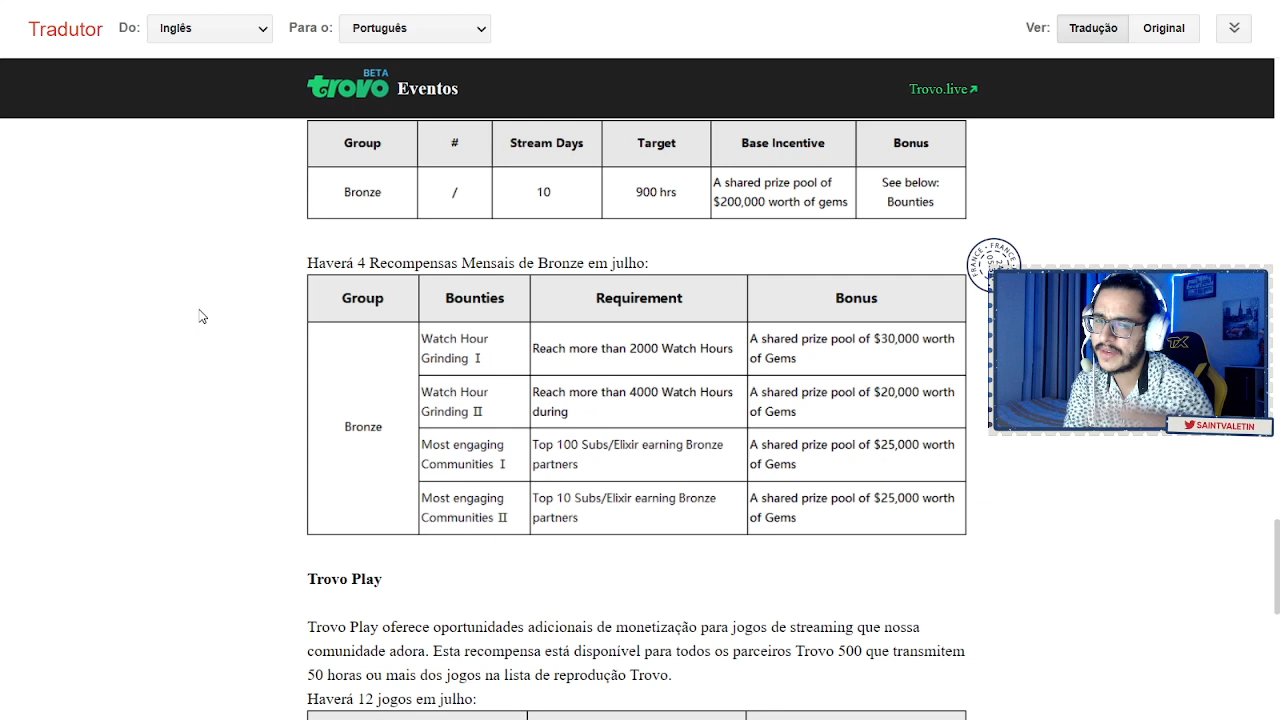 Tradutor Do: Inglês Para o: Português Ver: Tradução Original
trovo BETA Eventos Trovo.live
Group # Stream Days Target Base Incentive Bonus
Bronze / 10 900 hrs A shared prize pool of $200,000 worth of gems See below: Bounties
Haverá 4 Recompensas Mensais de Bronze em julho:
Group Bounties Requirement Bonus
Bronze
Watch Hour Grinding I Reach more than 2000 Watch Hours A shared prize pool of $30,000 worth of Gems
Watch Hour Grinding II Reach more than 4000 Watch Hours during A shared prize pool of $20,000 worth of Gems
Most engaging Communities I Top 100 Subs/Elixir earning Bronze partners A shared prize pool of $25,000 worth of Gems
Most engaging Communities II Top 10 Subs/Elixir earning Bronze partners A shared prize pool of $25,000 worth of Gems
FRANCE FRANCE
SAINTVALETIN
Trovo Play
Trovo Play oferece oportunidades adicionais de monetização para jogos de streaming que nossa
comunidade adora. Esta recompensa está disponível para todos os parceiros Trovo 500 que transmitem
50 horas ou mais dos jogos na lista de reprodução Trovo.
Haverá 12 jogos em julho: